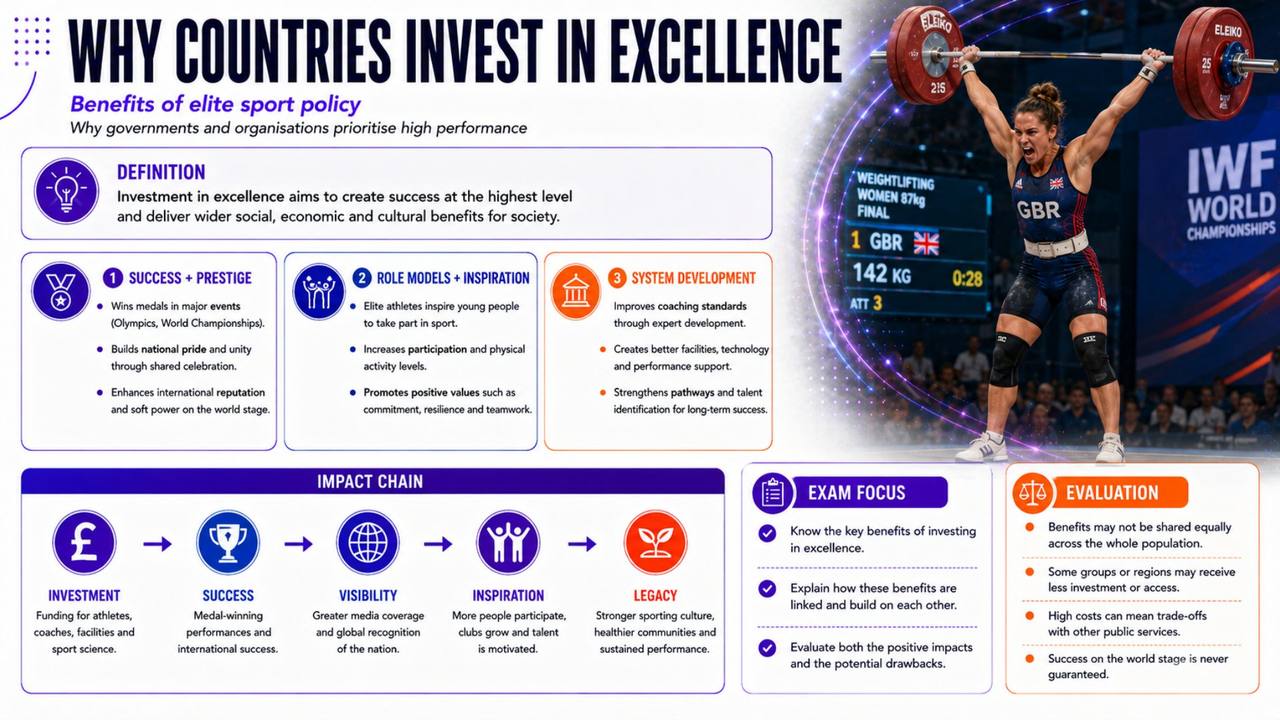 WHY COUNTRIES INVEST IN EXCELLENCE
Benefits of elite sport policy
Why governments and organisations prioritise high performance
DEFINITION
Investment in excellence aims to create success at the highest level
and deliver wider social, economic and cultural benefits for society.
1 SUCCESS + PRESTIGE
Wins medals in major events
(Olympics, World Championships).
Builds national pride and unity
through shared celebration.
Enhances international reputation
and soft power on the world stage.
2 ROLE MODELS + INSPIRATION
Elite athletes inspire young people
to take part in sport.
Increases participation and physical
activity levels.
Promotes positive values such as
commitment, resilience and teamwork.
3 SYSTEM DEVELOPMENT
Improves coaching standards
through expert development.
Creates better facilities, technology
and performance support.
Strengthens pathways and talent
identification for long-term success.
ELEIKO
215
ELEIKO
25
WEIGHTLIFTING
WOMEN 87kg
FINAL
1 GBR
142 KG 0:28
ATT 3
GBR
IWF
WORLD
CHAMPIONSHIPS
IMPACT CHAIN
£
INVESTMENT
Funding for athletes,
coaches, facilities and
sport science.
SUCCESS
Medal-winning
performances and
international success.
VISIBILITY
Greater media coverage
and global recognition
of the nation.
INSPIRATION
More people participate,
clubs grow and talent
is motivated.
LEGACY
Stronger sporting culture,
healthier communities and
sustained performance.
EXAM FOCUS
Know the key benefits of investing
in excellence.
Explain how these benefits are
linked and build on each other.
Evaluate both the positive impacts
and the potential drawbacks.
EVALUATION
Benefits may not be shared equally
across the whole population.
Some groups or regions may receive
less investment or access.
High costs can mean trade-offs
with other public services.
Success on the world stage is never
guaranteed.